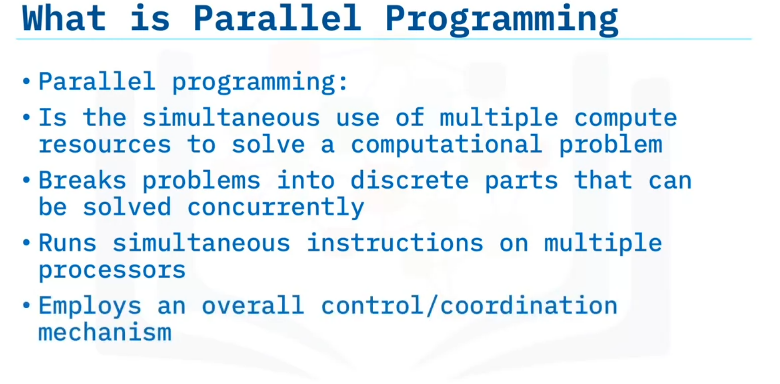 What is Parallel Programming
• Parallel programming:
• Is the simultaneous use of multiple compute
resources to solve a computational problem
• Breaks problems into discrete parts that can
be solved concurrently
• Runs simultaneous instructions on multiple
processors
• Employs an overall control/coordination
mechanism